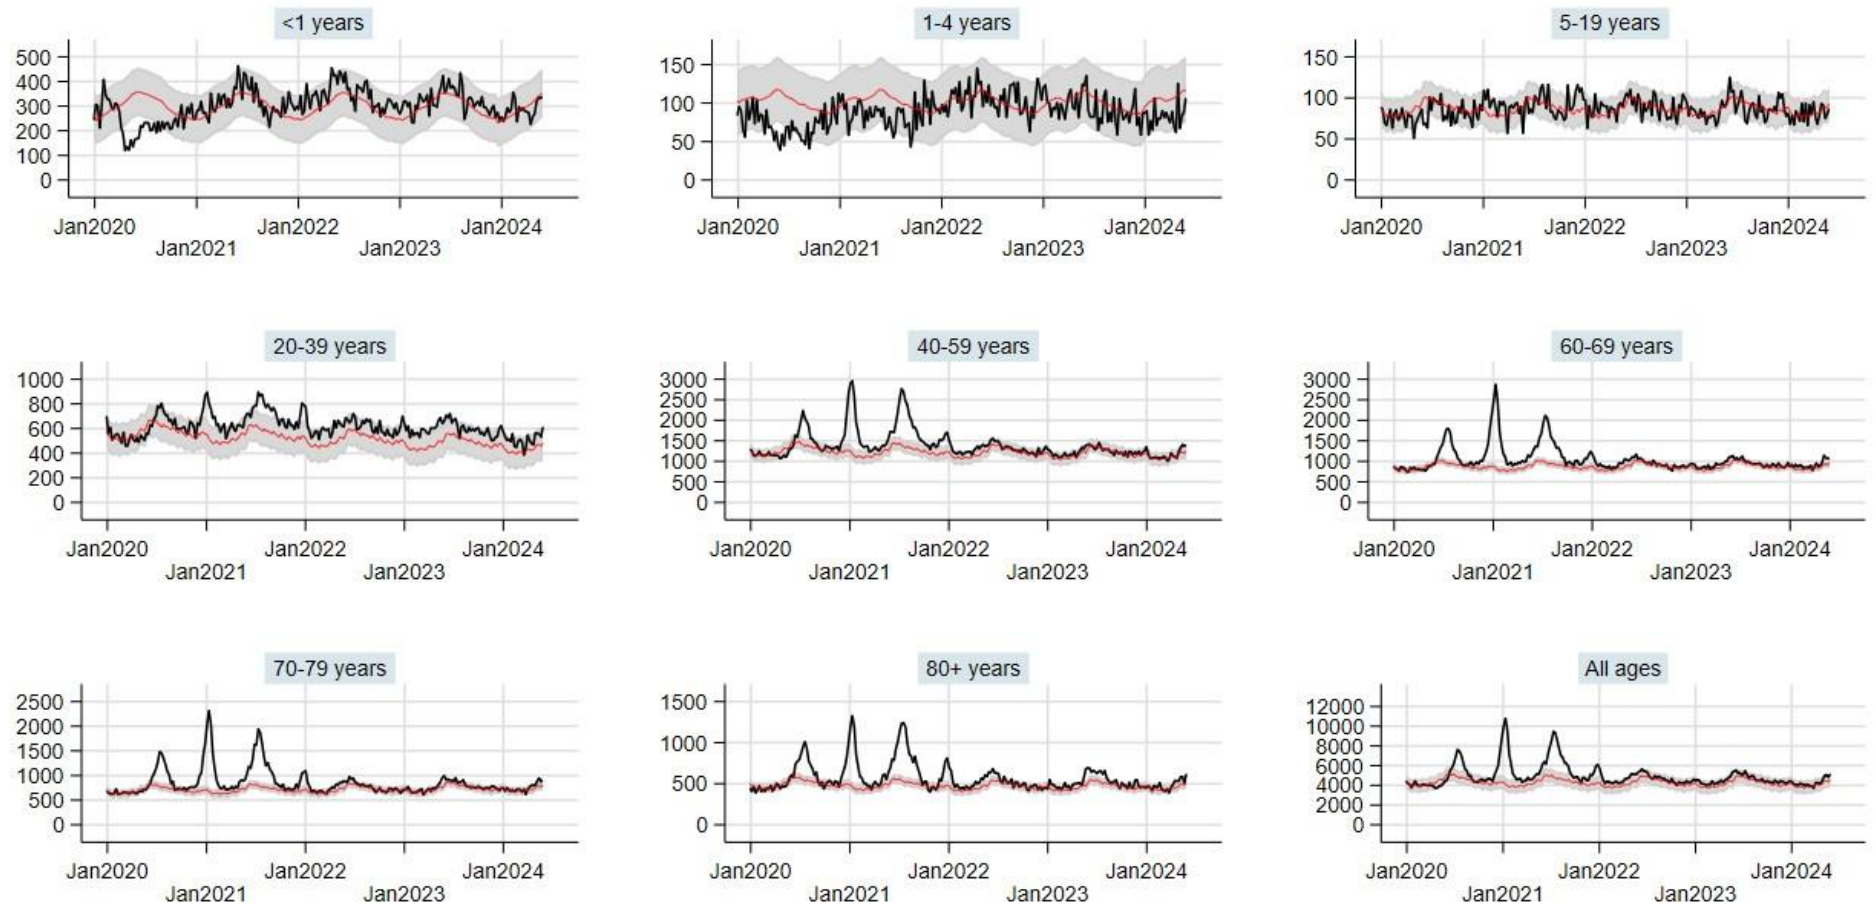 <1 years
500
400
300
200
100
0
Jan2020
Jan2021
Jan2022
Jan2023
Jan2024
1-4 years
150
100
50
0
Jan2020
Jan2021
Jan2022
Jan2023
Jan2024
5-19 years
150
100
50
0
Jan2020
Jan2021
Jan2022
Jan2023
Jan2024
20-39 years
1000
800
600
400
200
0
Jan2020
Jan2021
Jan2022
Jan2023
Jan2024
40-59 years
3000
2500
2000
1500
1000
500
0
Jan2020
Jan2021
Jan2022
Jan2023
Jan2024
60-69 years
3000
2500
2000
1500
1000
500
0
Jan2020
Jan2021
Jan2022
Jan2023
Jan2024
70-79 years
2500
2000
1500
1000
500
0
Jan2020
Jan2021
Jan2022
Jan2023
Jan2024
80+ years
1500
1000
500
0
Jan2020
Jan2021
Jan2022
Jan2023
Jan2024
All ages
12000
10000
8000
6000
4000
2000
0
Jan2020
Jan2021
Jan2022
Jan2023
Jan2024